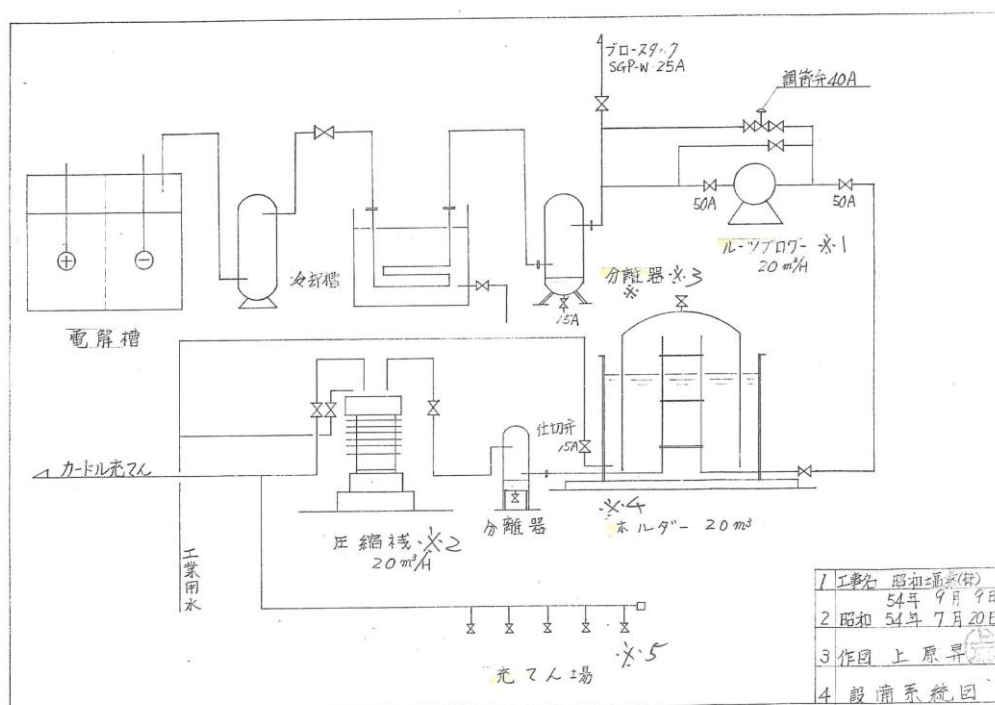 ブロースタック
SGP-W-25A
調節弁40A
50A
50A
ルーツブロワー ※1
20m³/H
冷却槽
分離器 ※3
※
15A
電解槽
仕切弁
15A
カードル充てん
圧縮機 ※2
20m³/H
分離器
※4
ホルダー 20m³
工業用水
※5
充てん場
1 工事名 昭和塩素(株)
54年 9月 9日
2 昭和 54年 7月 20日
3 作図 上原昇
4 設備系統図